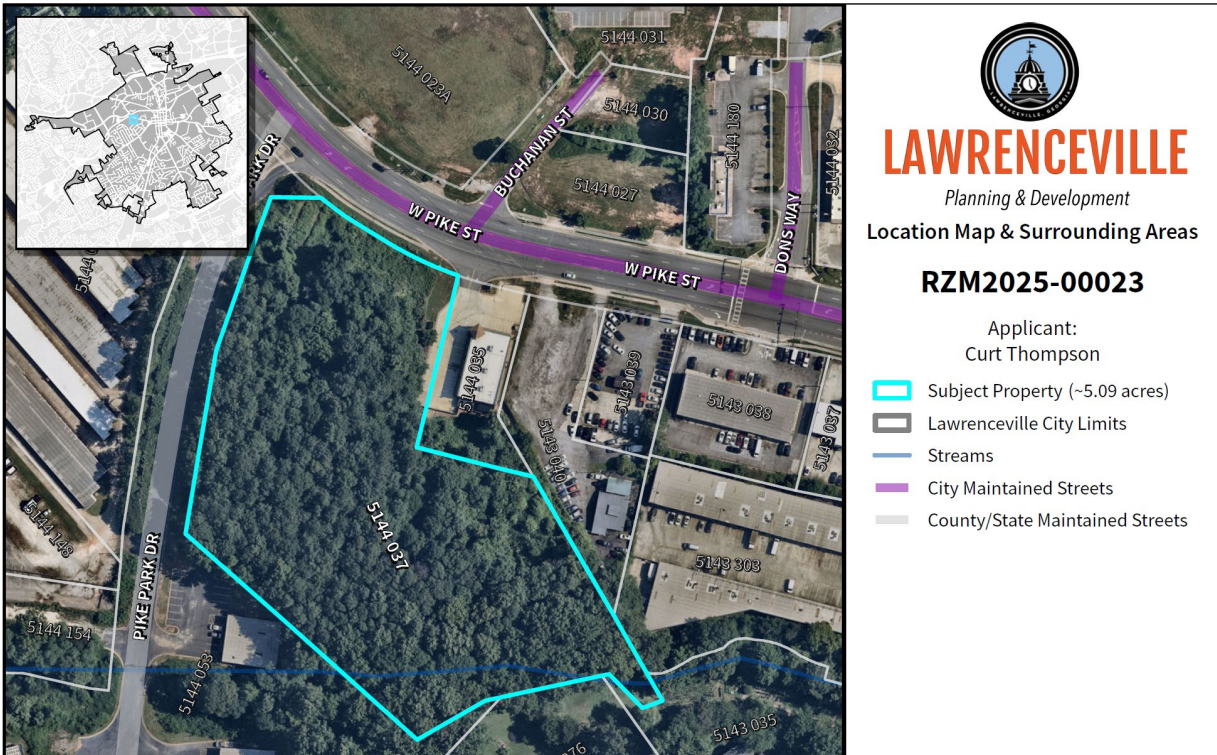 5144 031
5144 023A
BUCHANAN ST
5144 030
5144 180
5144 032
5144 027
DONS WAY
W PIKE ST
W PIKE ST
5144 035
5143 039
5143 038
5143 037
5143 040
5144 037
5143 303
5144 148
PIKE PARK DR
5144 154
5144 053
5143 035
LAWRENCEVILLE, GEORGIA
LAWRENCEVILLE
Planning & Development
Location Map & Surrounding Areas
RZM2025-00023
Applicant:
Curt Thompson
Subject Property (~5.09 acres)
Lawrenceville City Limits
Streams
City Maintained Streets
County/State Maintained Streets